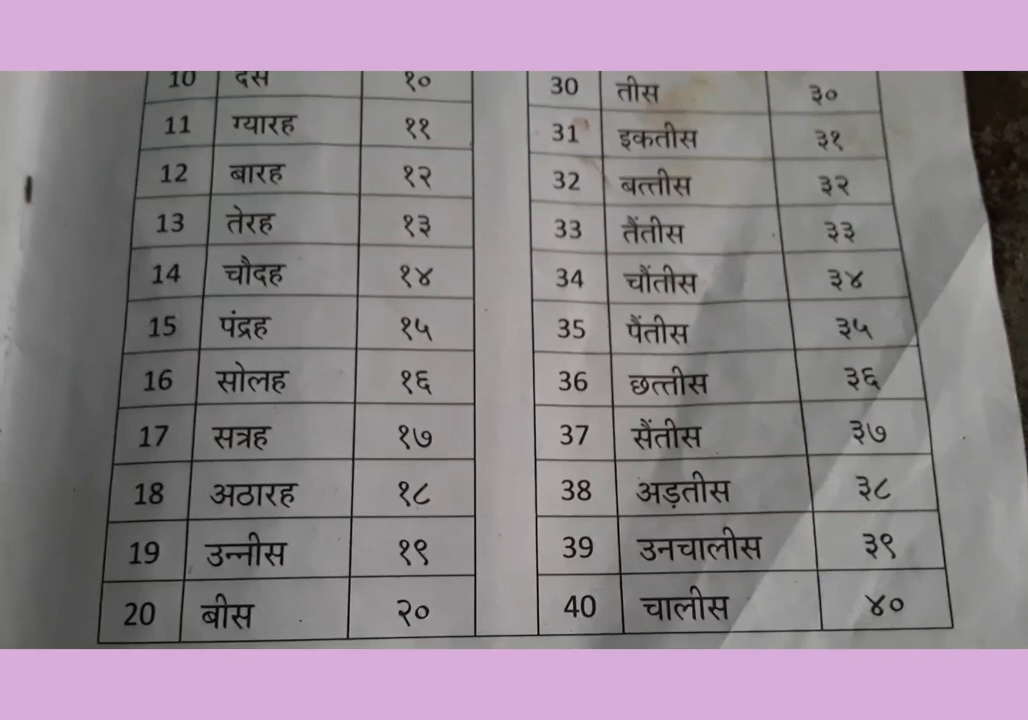 10 दस १० 30 तीस ३०
11 ग्यारह ११ 31 इकतीस ३१
12 बारह १२ 32 बत्तीस ३२
13 तेरह १३ 33 तैंतीस ३३
14 चौदह १४ 34 चौंतीस ३४
15 पंद्रह १५ 35 पैंतीस ३५
16 सोलह १६ 36 छत्तीस ३६
17 सत्रह १७ 37 सैंतीस ३७
18 अठारह १८ 38 अड़तीस ३८
19 उन्नीस १९ 39 उनचालीस ३९
20 बीस २० 40 चालीस ४०